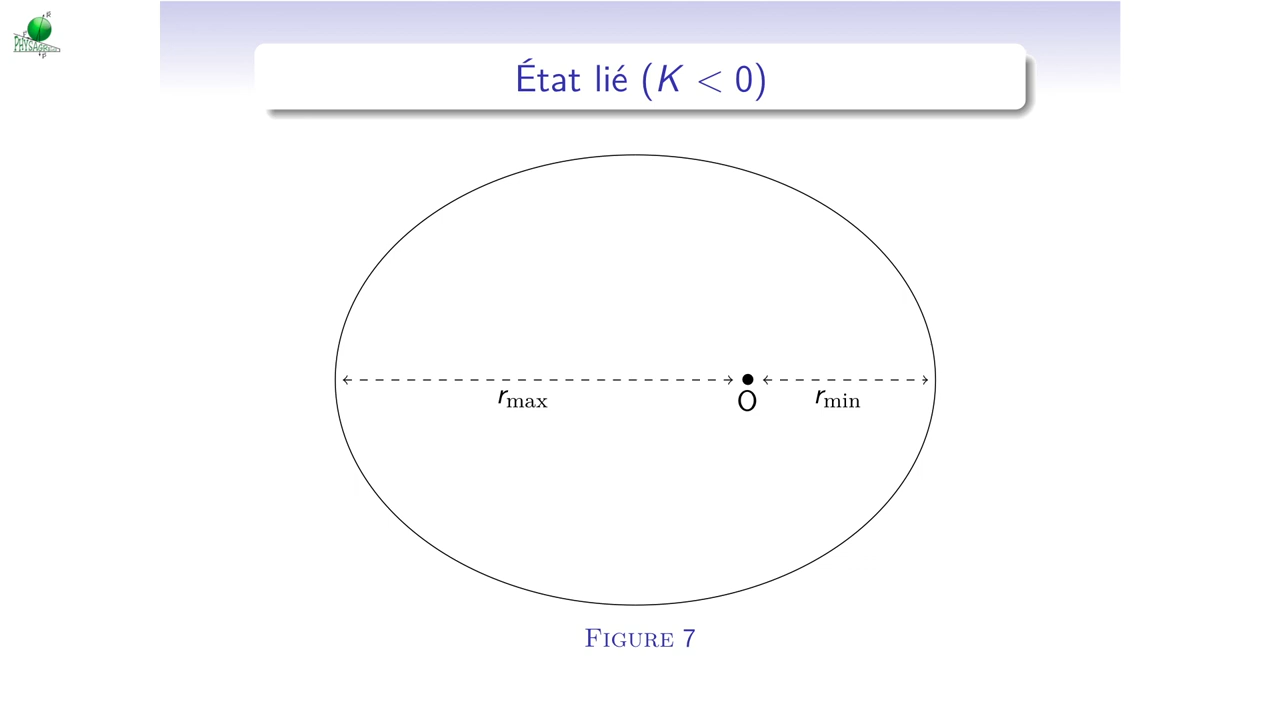 État lié (K < 0)
r_max
O
r_min
FIGURE 7